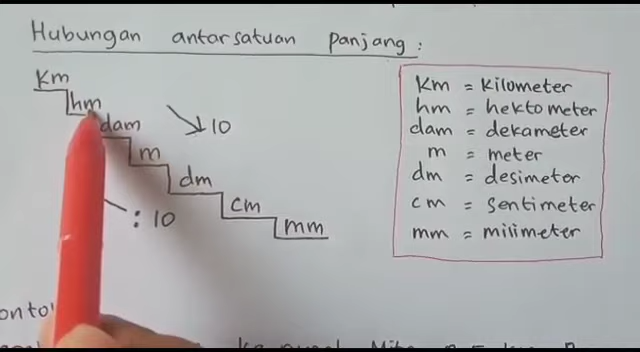 Hubungan antarsatuan panjang :
Km
hm
dam
m
dm
cm
mm
10
: 10
Km = Kilometer
hm = hektometer
dam = dekameter
m = meter
dm = desimeter
cm = sentimeter
mm = milimeter